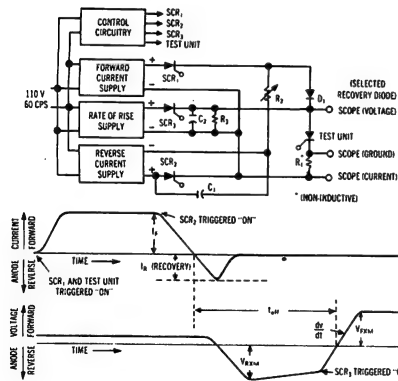 CONTROL CIRCUITRY
SCR1
SCR2
SCR3
TEST UNIT
110 V
60 CPS
FORWARD CURRENT SUPPLY
+
−
SCR1
RATE OF RISE SUPPLY
+
−
SCR3
C2
R3
R2
REVERSE CURRENT SUPPLY
−
+
SCR2
C1
(SELECTED RECOVERY DIODE)
D1
SCOPE (VOLTAGE)
TEST UNIT
SCOPE (GROUND)
R1*
SCOPE (CURRENT)
*(NON-INDUCTIVE)
ANODE CURRENT
REVERSE FORWARD
SCR2 TRIGGERED "ON"
IF
TIME
IR (RECOVERY)
SCR1 AND TEST UNIT TRIGGERED "ON"
ANODE VOLTAGE
REVERSE FORWARD
toff
dv/dt
VFXM
TIME
VRXM
SCR3 TRIGGERED "